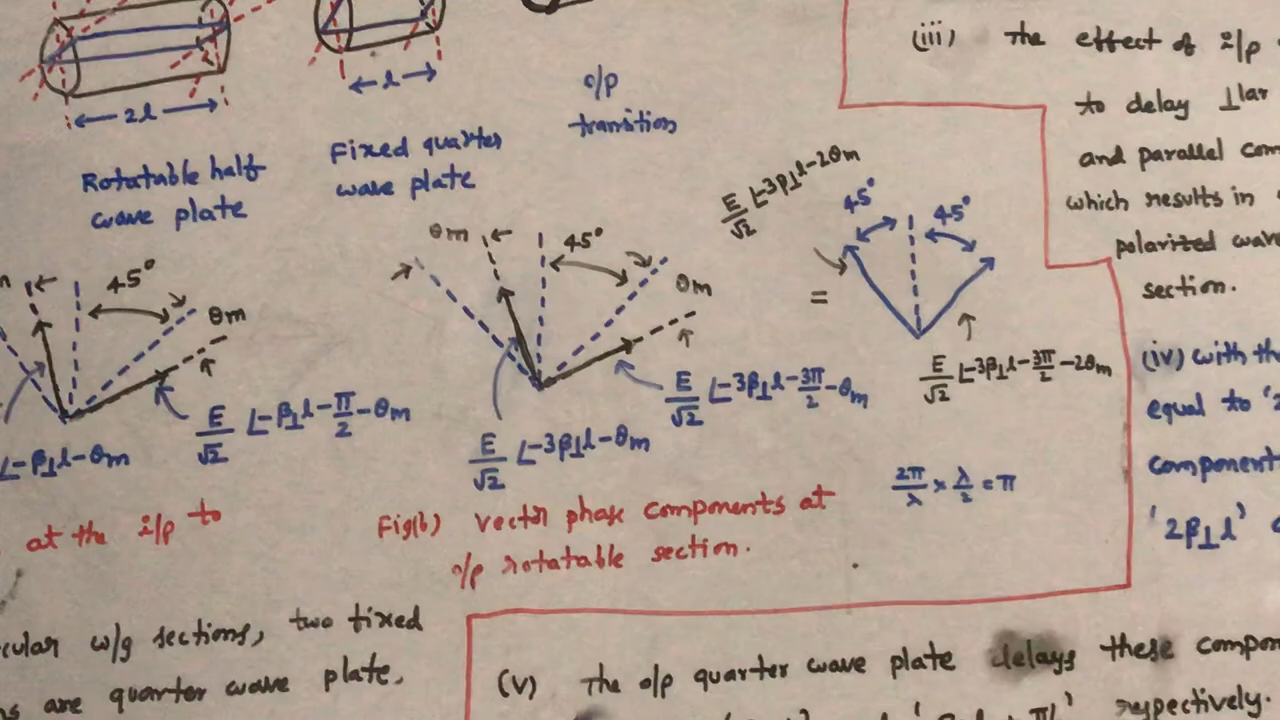 2l
l
o/p
transition
Rotatable half
wave plate
Fixed quarter
wave plate
(iii) the effect of i/p
to delay ⊥lar
and parallel com
which results in
polarized wav
section.
45°
θm
∠-β⊥l-θm
E/√2 ∠-β⊥l-π/2-θm
θm
45°
θm
E/√2 ∠-3β⊥l-θm
E/√2 ∠-3β⊥l-3π/2-θm
=
E/√2 ∠-3β⊥l-2θm
45°
45°
E/√2 ∠-3β⊥l-3π/2-2θm
2π/λ × λ/2 = π
(iv) with th
equal to '2
component
'2β⊥l'
at the i/p to
Fig(b) vector phase components at
o/p rotatable section.
cular w/g sections, two fixed
ns are quarter wave plate.
(v) the o/p quarter wave plate delays these compon
respectively.